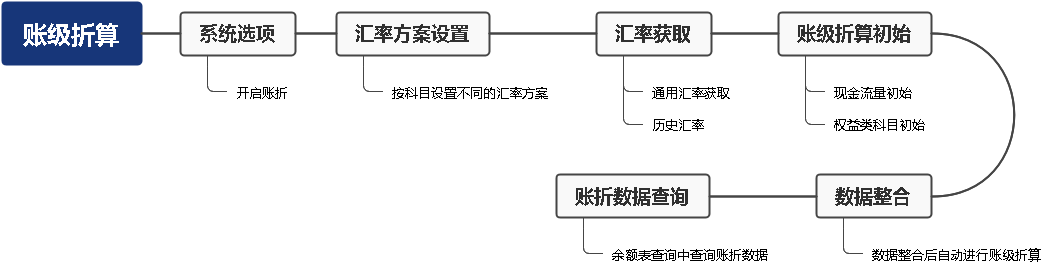 账级折算
系统选项
汇率方案设置
汇率获取
账级折算初始
开启账折
按科目设置不同的汇率方案
通用汇率获取
现金流量初始
历史汇率
权益类科目初始
账折数据查询
数据整合
余额表查询中查询账折数据
数据整合后自动进行账级折算